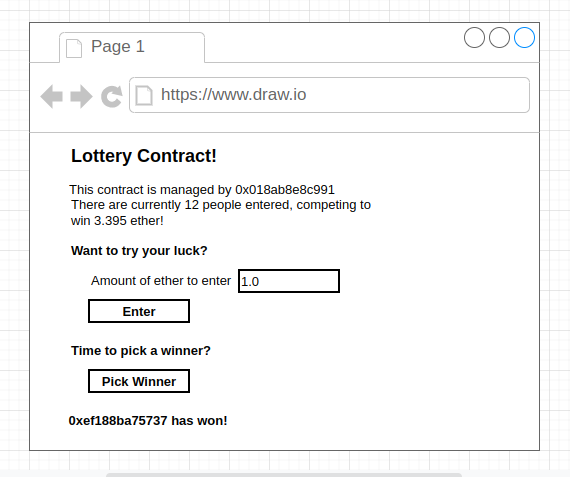 Page 1
https://www.draw.io
Lottery Contract!
This contract is managed by 0x018ab8e8c991
There are currently 12 people entered, competing to
win 3.395 ether!
Want to try your luck?
Amount of ether to enter 1.0
Enter
Time to pick a winner?
Pick Winner
0xef188ba75737 has won!